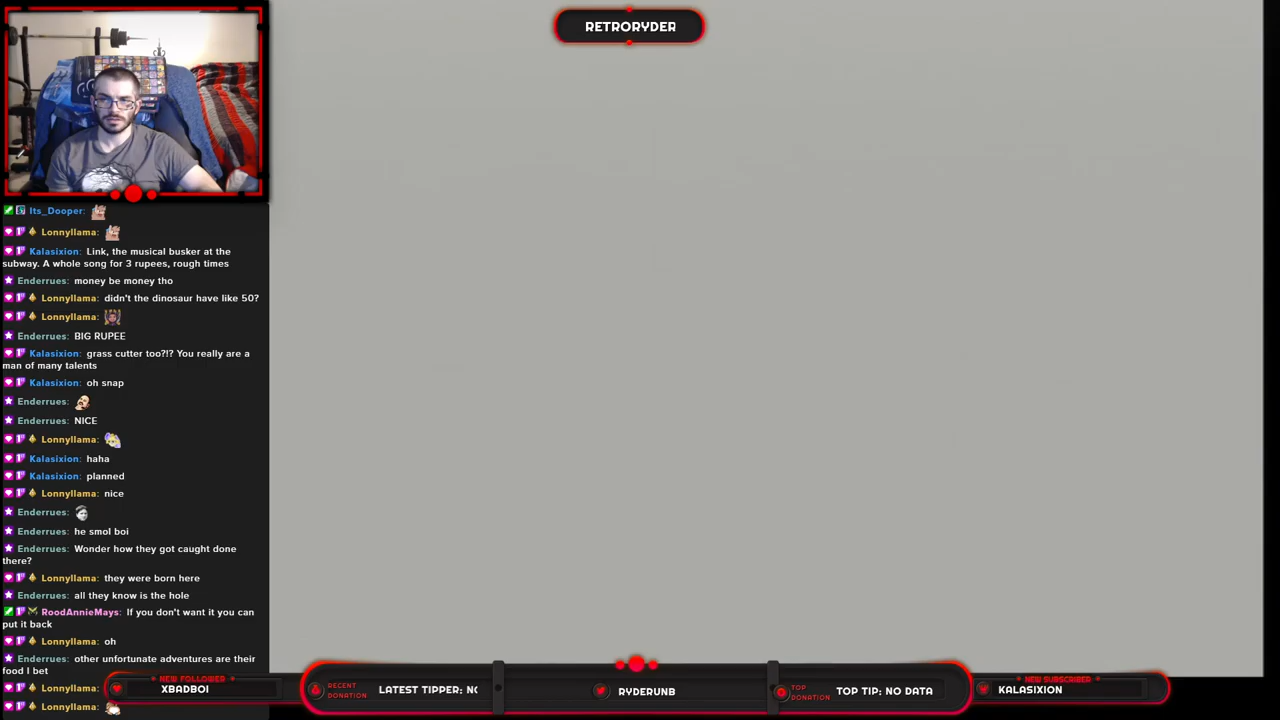 RETRORYDER
Its_Dooper:
Lonnyllama:
Kalasixion: Link, the musical busker at the
subway. A whole song for 3 rupees, rough times
Enderrues: money be money tho
Lonnyllama: didn't the dinosaur have like 50?
Lonnyllama:
Enderrues: BIG RUPEE
Kalasixion: grass cutter too?!? You really are a
man of many talents
Kalasixion: oh snap
Enderrues:
Enderrues: NICE
Lonnyllama:
Kalasixion: haha
Kalasixion: planned
Lonnyllama: nice
Enderrues:
Enderrues: he smol boi
Enderrues: Wonder how they got caught done
there?
Lonnyllama: they were born here
Enderrues: all they know is the hole
RoodAnnieMays: If you don't want it you can
put it back
Lonnyllama: oh
Enderrues: other unfortunate adventures are their
food I bet
Lonnyllama:
Lonnyllama:
NEW FOLLOWER
XBADBOI
RECENT
DONATION
LATEST TIPPER: NO
RYDERUNB
TOP
DONATION
TOP TIP: NO DATA
NEW SUBSCRIBER
KALASIXION